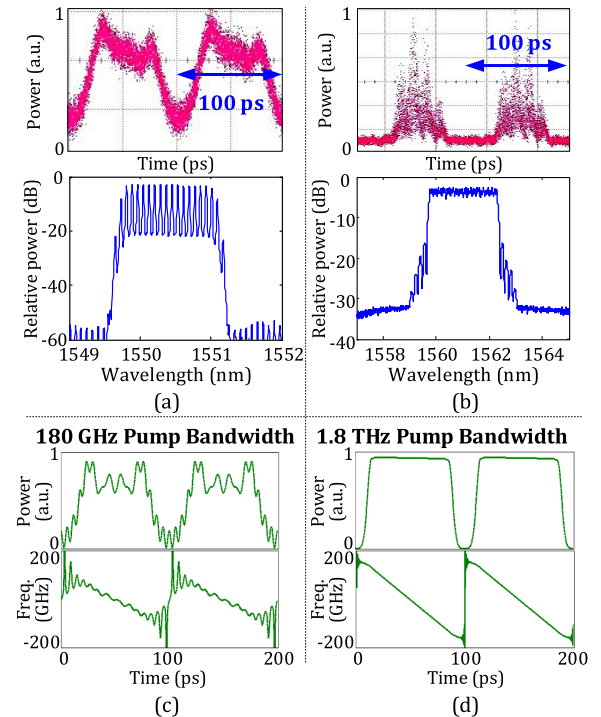 1
Power (a.u.)
0
100 ps
Time (ps)
1
Power (a.u.)
0
100 ps
Time (ps)
0
-20
-40
-60
Relative power (dB)
1549
1550
1551
1552
Wavelength (nm)
(a)
0
-10
-20
-30
-40
Relative power (dB)
1558
1560
1562
1564
Wavelength (nm)
(b)
180 GHz Pump Bandwidth
1
Power
(a.u.)
0
200
Freq.
(GHz)
-200
0
100
200
Time (ps)
(c)
1.8 THz Pump Bandwidth
1
Power
(a.u.)
0
200
Freq.
(GHz)
-200
0
100
200
Time (ps)
(d)